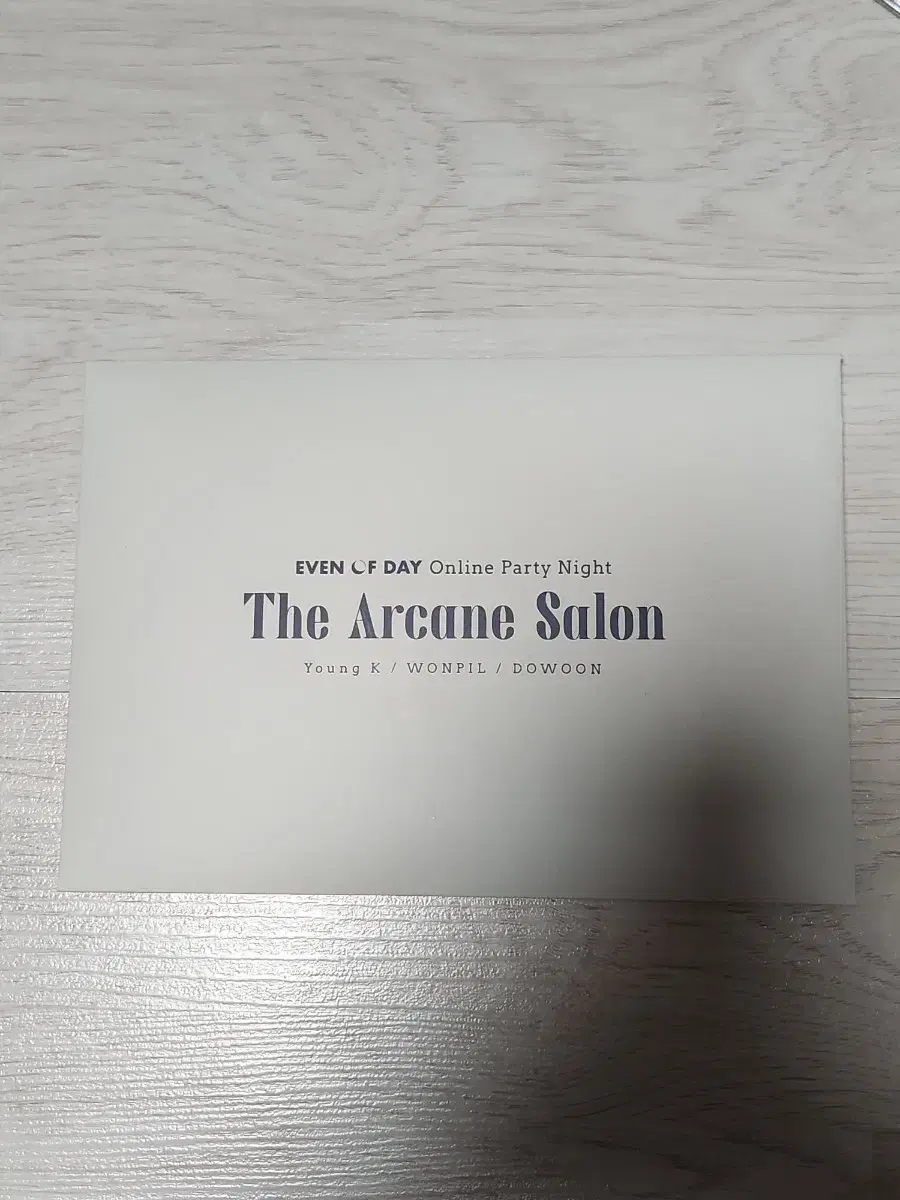 EVEN OF DAY Online Party Night
The Arcane Salon
Young K / WONPIL / DOWOON